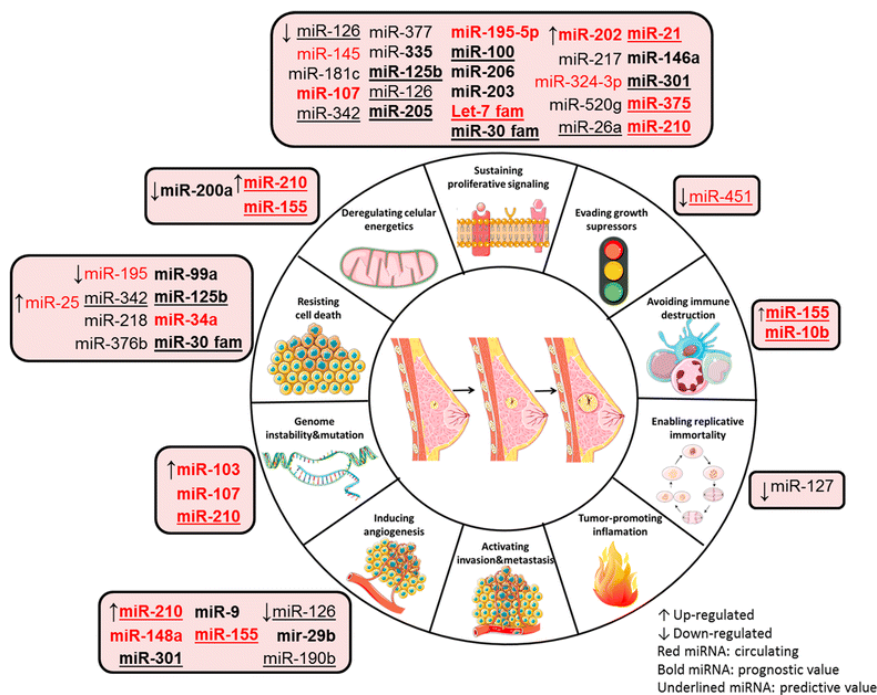 ↓miR-126 miR-377 miR-195-5p ↑miR-202 miR-21
miR-145 miR-335 miR-100 miR-217 miR-146a
miR-181c miR-125b miR-206 miR-324-3p miR-301
miR-107 miR-126 miR-203 miR-520g miR-375
miR-342 miR-205 Let-7 fam miR-26a miR-210
miR-30 fam
↓miR-200a ↑miR-210
miR-155
Deregulating celular
energetics
Sustaining
proliferative signaling
Evading growth
supressors
↓miR-451
↓miR-195 miR-99a
↑miR-25 miR-342 miR-125b
miR-218 miR-34a
miR-376b miR-30 fam
Resisting
cell death
Avoiding immune
destruction
↑miR-155
miR-10b
Genome
instability&mutation
Enabling replicative
immortality
↑miR-103
miR-107
miR-210
↓miR-127
Inducing
angiogenesis
Activating
invasion&metastasis
Tumor-promoting
inflamation
↑miR-210 miR-9 ↓miR-126
miR-148a miR-155 mir-29b
miR-301 miR-190b
↑ Up-regulated
↓ Down-regulated
Red miRNA: circulating
Bold miRNA: prognostic value
Underlined miRNA: predictive value